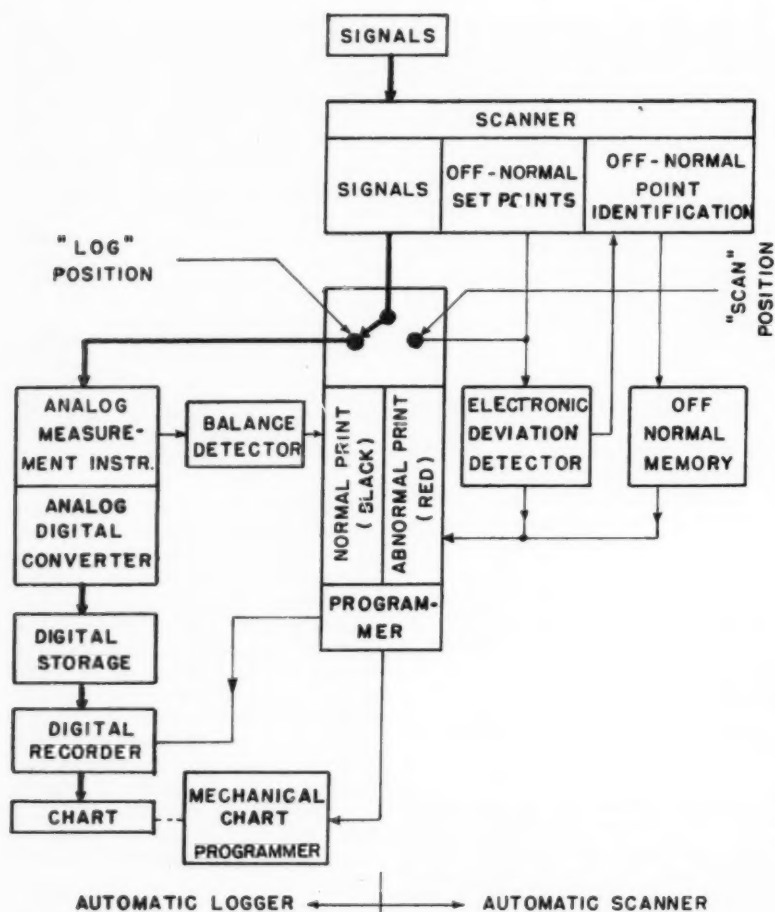 SIGNALS
SCANNER
SIGNALS
OFF-NORMAL
SET POINTS
OFF-NORMAL
POINT
IDENTIFICATION
"LOG"
POSITION
"SCAN"
POSITION
ANALOG
MEASURE-
MENT INSTR.
BALANCE
DETECTOR
NORMAL PRINT
(BLACK)
ABNORMAL PRINT
(RED)
ELECTRONIC
DEVIATION
DETECTOR
OFF
NORMAL
MEMORY
ANALOG
DIGITAL
CONVERTER
PROGRAM-
MER
DIGITAL
STORAGE
DIGITAL
RECORDER
CHART
MECHANICAL
CHART
PROGRAMMER
AUTOMATIC LOGGER
AUTOMATIC SCANNER